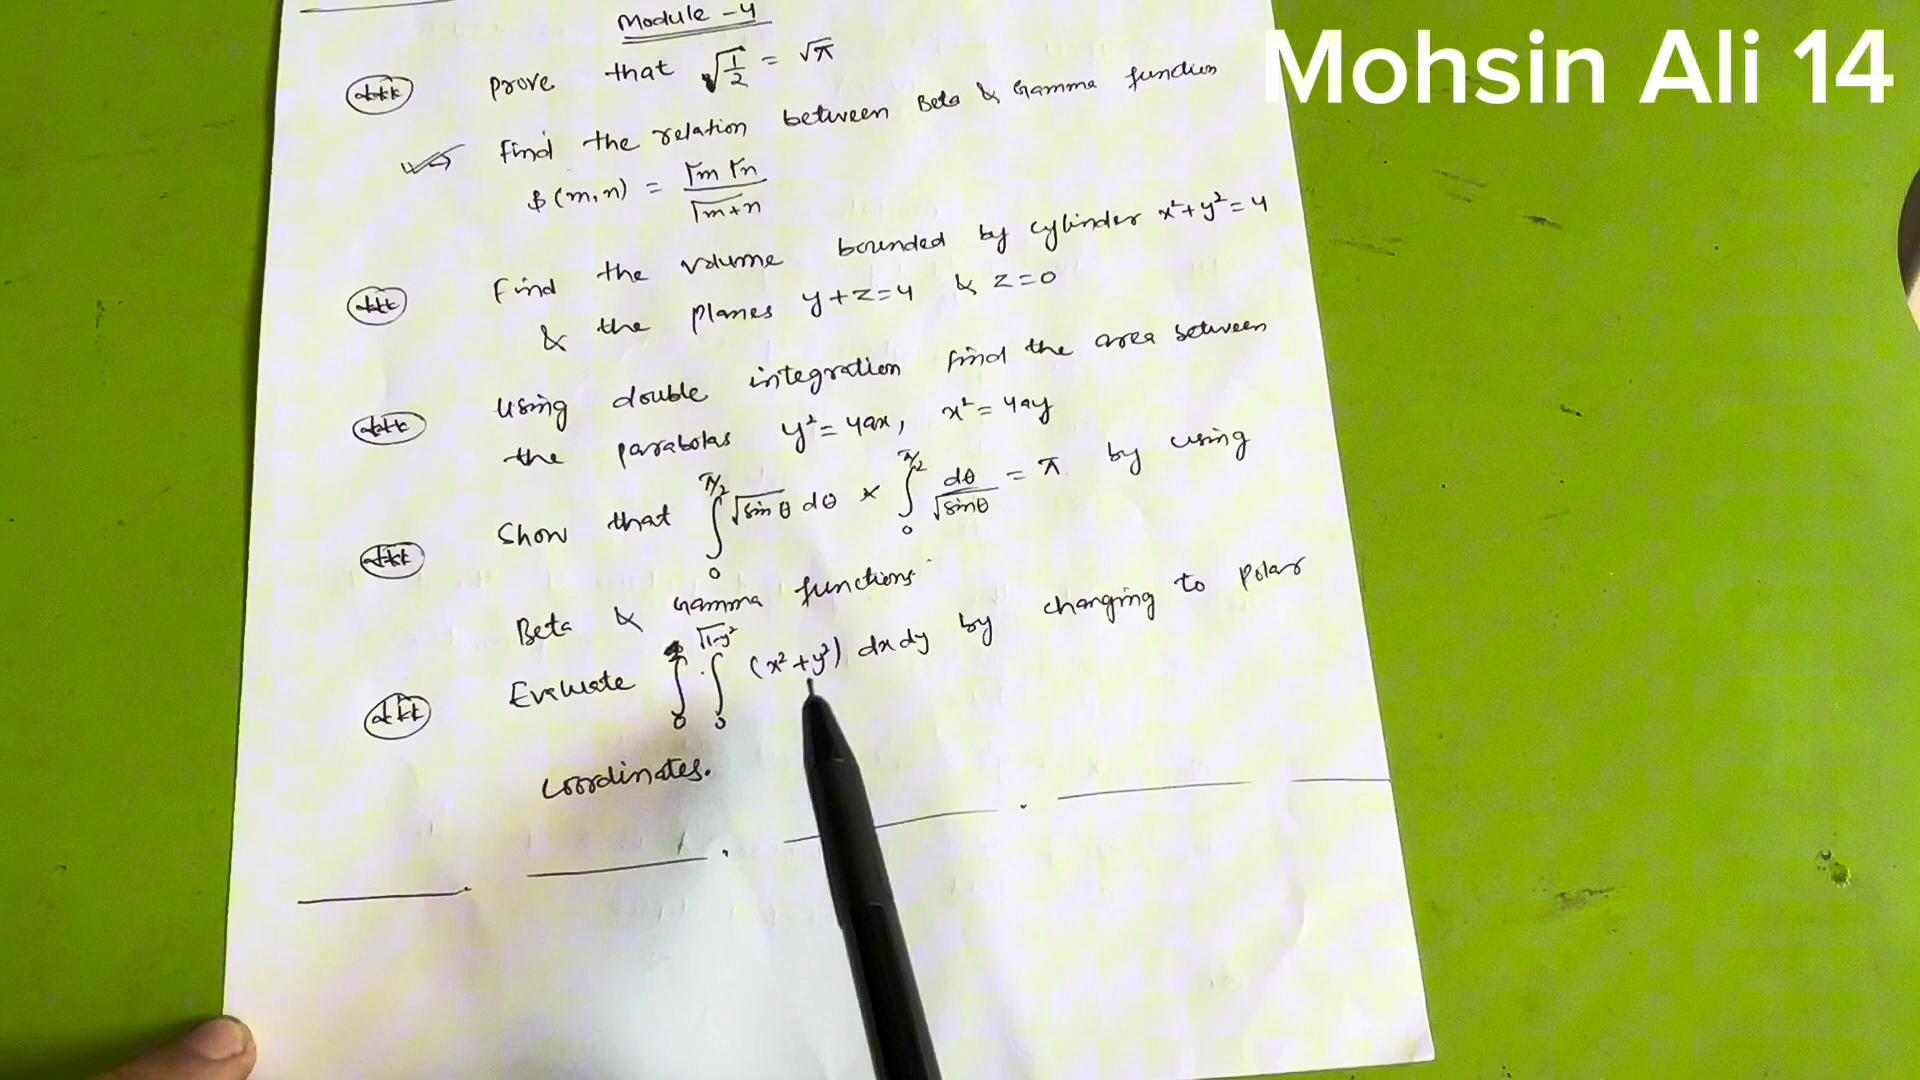 Module - 4
Mohsin Ali 14
*** Prove that √1/2 = √π
Find the relation between Beta & Gamma function
β(m,n) = Γm Γn / Γm+n
*** Find the volume bounded by cylinder x²+y²=4
& the planes y+z=4 & z=0
*** Using double integration find the area between
the parabolas y²=4ax, x²=4ay
*** Show that ∫₀^π/2 √sinθ dθ × ∫₀^π/2 dθ/√sinθ = π by using
Beta & Gamma functions
*** Evaluate ∫₀ ∫₀^√1-y² (x²+y²) dxdy by changing to polar
coordinates.